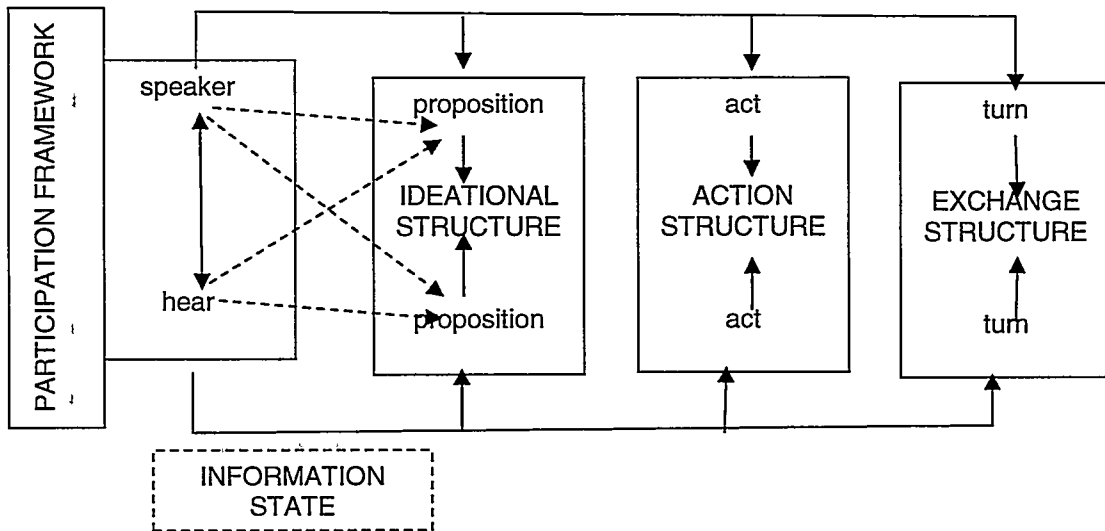 PARTICIPATION FRAMEWORK
speaker
hear
proposition
IDEATIONAL
STRUCTURE
proposition
act
ACTION
STRUCTURE
act
turn
EXCHANGE
STRUCTURE
turn
INFORMATION
STATE